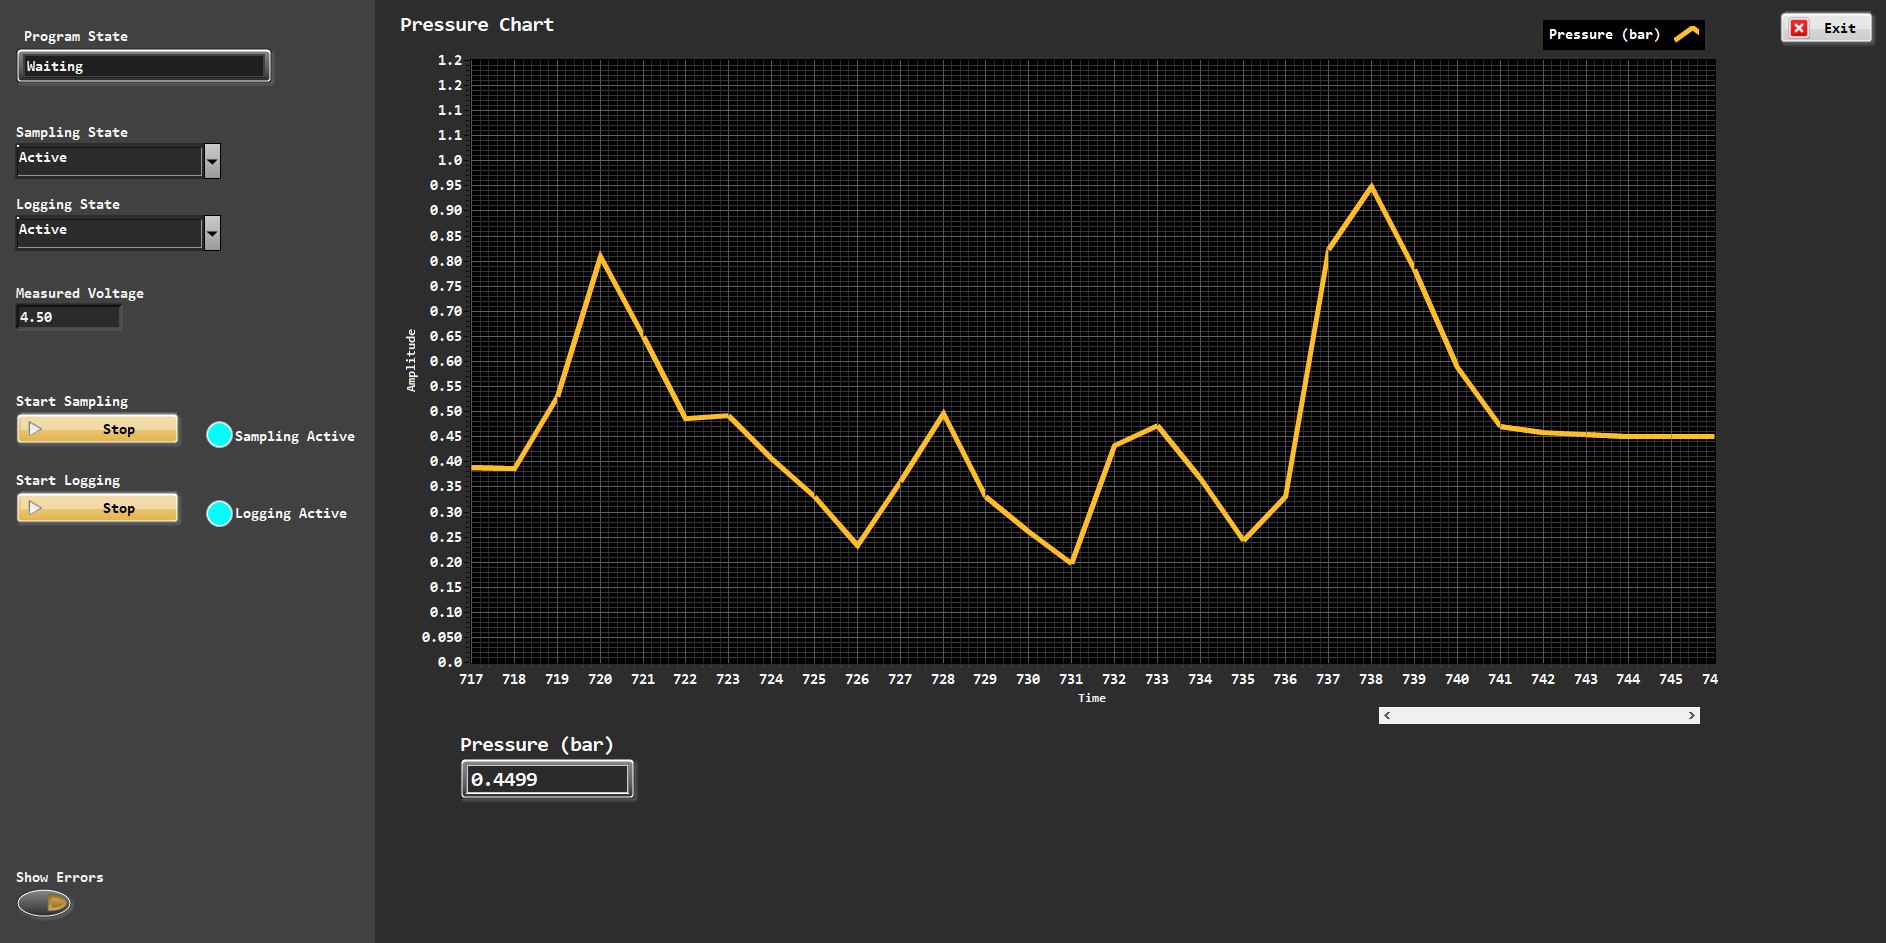 Program State
Waiting
Sampling State
Active
Logging State
Active
Measured Voltage
4.50
Start Sampling
Stop
Sampling Active
Start Logging
Stop
Logging Active
Show Errors
Pressure Chart
Pressure (bar)
Exit
Amplitude
1.2
1.2
1.1
1.1
1.0
0.95
0.90
0.85
0.80
0.75
0.70
0.65
0.60
0.55
0.50
0.45
0.40
0.35
0.30
0.25
0.20
0.15
0.10
0.050
0.0
717 718 719 720 721 722 723 724 725 726 727 728 729 730 731 732 733 734 735 736 737 738 739 740 741 742 743 744 745 74
Time
Pressure (bar)
0.4499